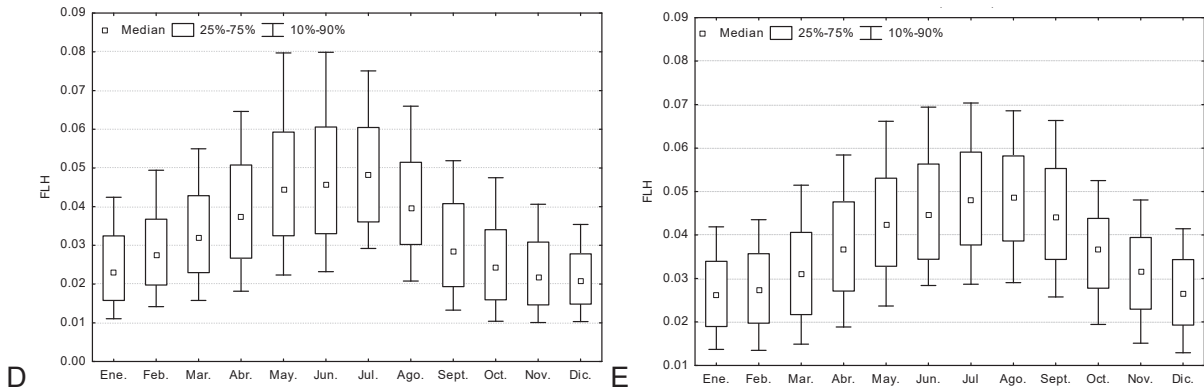 Median 25%-75% 10%-90%
0.09
0.08
0.07
0.06
0.05
0.04
0.03
0.02
0.01
0.00
FLH
Ene. Feb. Mar. Abr. May. Jun. Jul. Ago. Sept. Oct. Nov. Dic.
D
Median 25%-75% 10%-90%
0.09
0.08
0.07
0.06
0.05
0.04
0.03
0.02
0.01
FLH
Ene. Feb. Mar. Abr. May. Jun. Jul Ago. Sept. Oct. Nov. Dic.
E